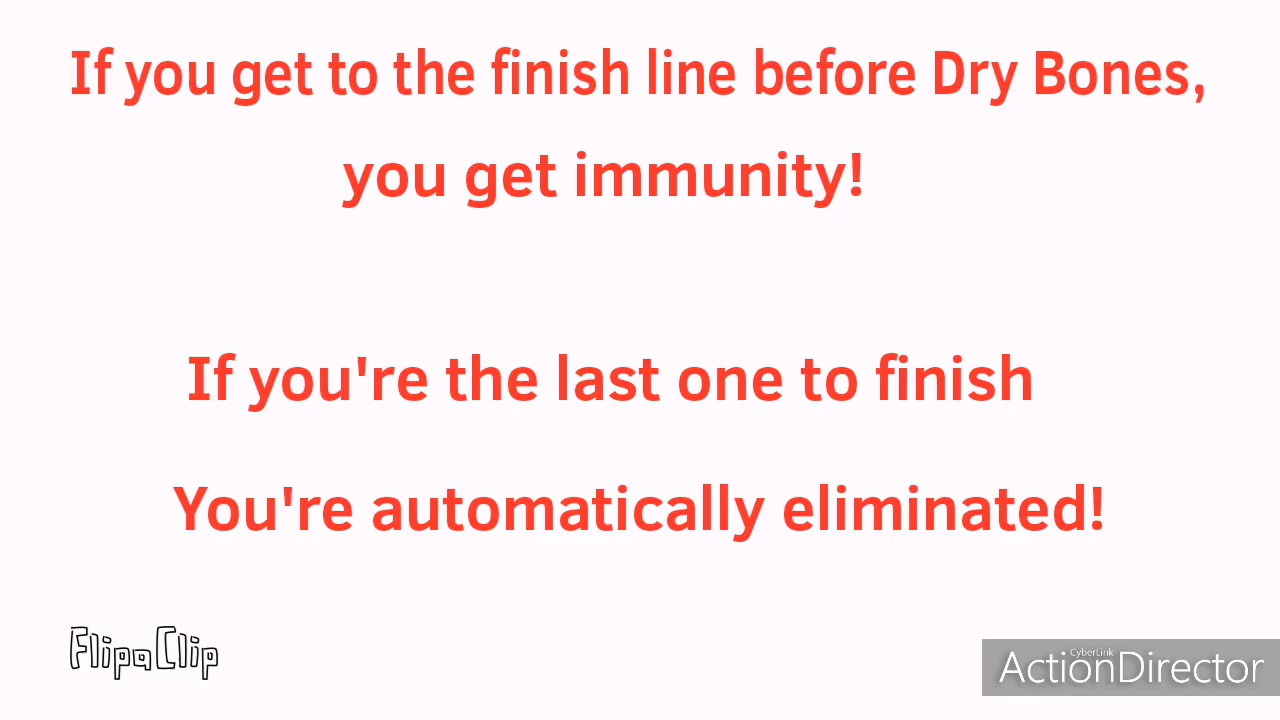 If you get to the finish line before Dry Bones,
you get immunity!
If you're the last one to finish
You're automatically eliminated!
FlipaClip
CyberLink
ActionDirector